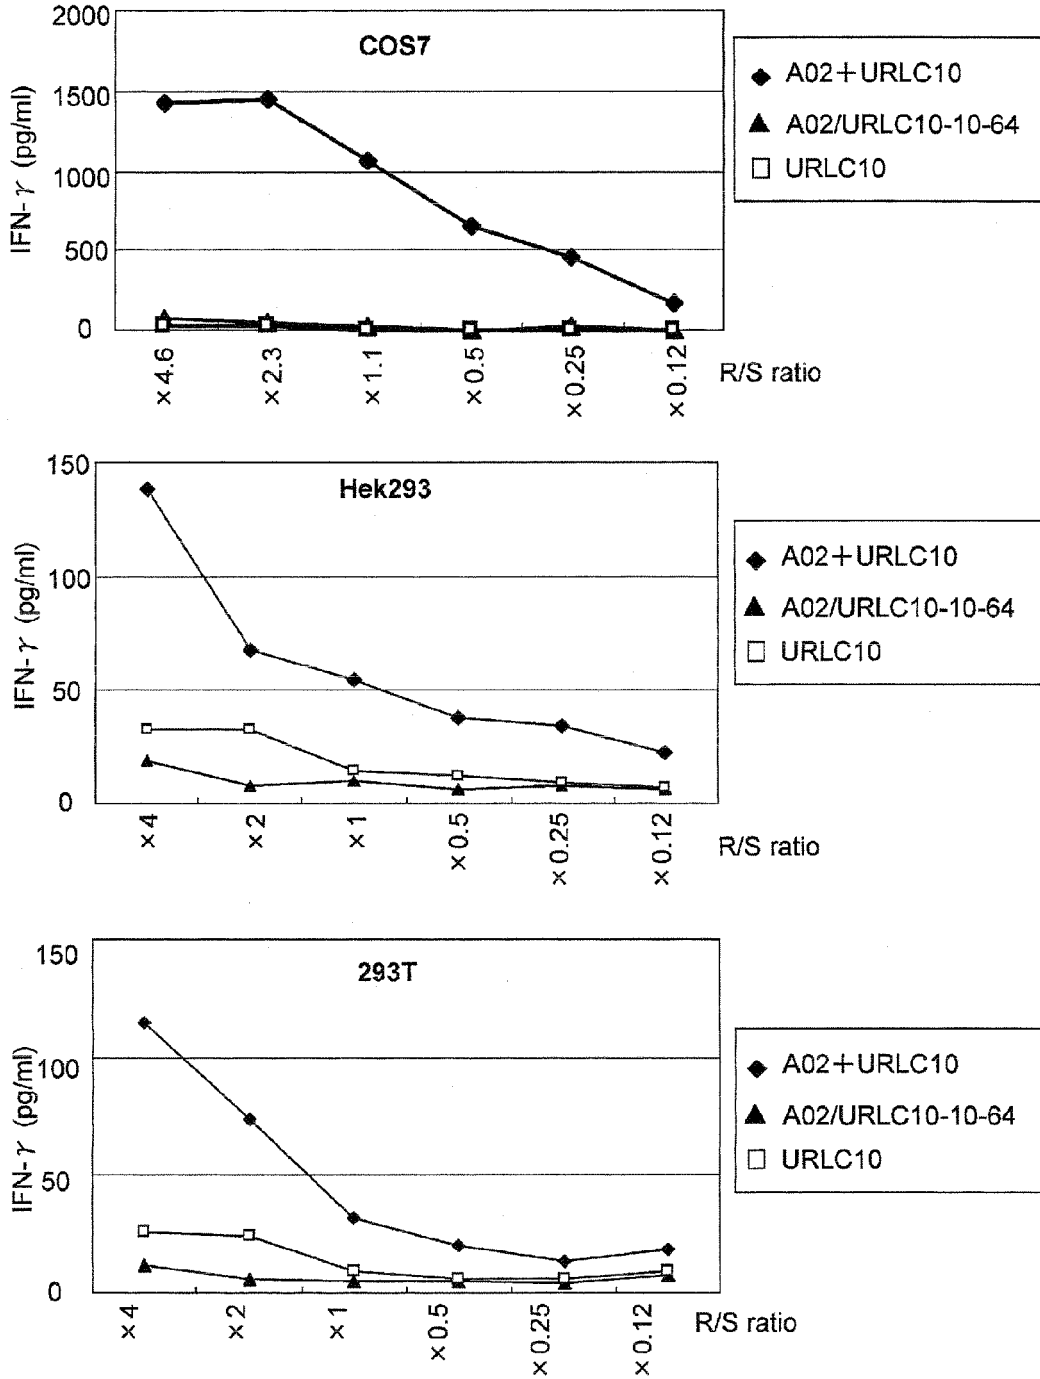 COS7
IFN-γ (pg/ml)
2000
1500
1000
500
0
×4.6
×2.3
×1.1
×0.5
×0.25
×0.12
R/S ratio
A02+URLC10
A02/URLC10-10-64
URLC10
Hek293
IFN-γ (pg/ml)
150
100
50
0
×4
×2
×1
×0.5
×0.25
×0.12
R/S ratio
A02+URLC10
A02/URLC10-10-64
URLC10
293T
IFN-γ (pg/ml)
150
100
50
0
×4
×2
×1
×0.5
×0.25
×0.12
R/S ratio
A02+URLC10
A02/URLC10-10-64
URLC10